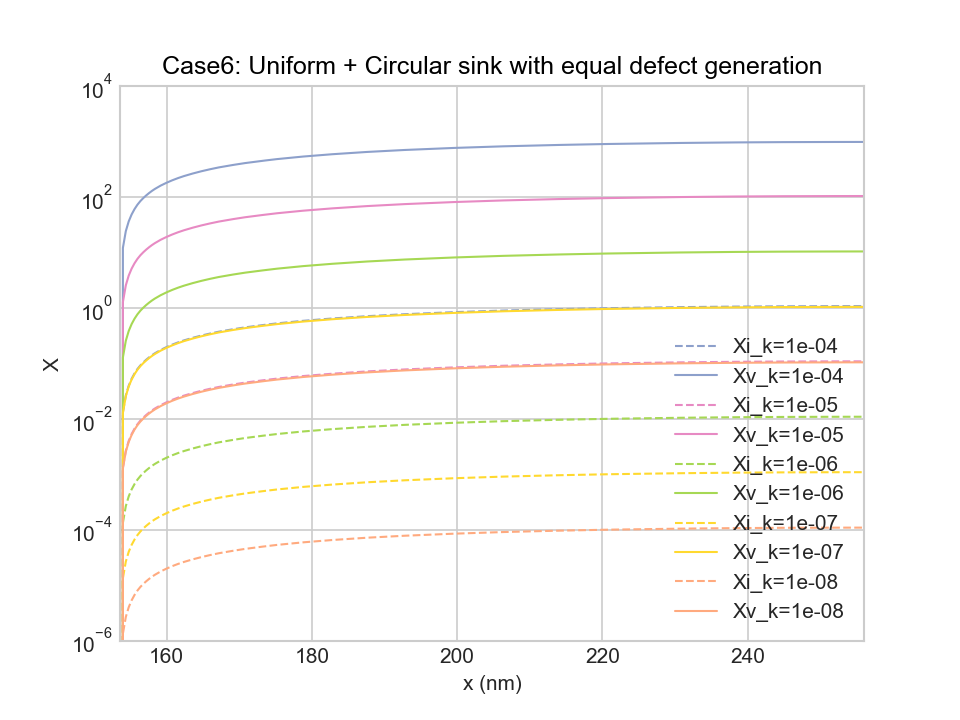 Case6: Uniform + Circular sink with equal defect generation
10^4
10^2
10^0
10^−2
10^−4
10^−6
X
Xi_k=1e-04
Xv_k=1e-04
Xi_k=1e-05
Xv_k=1e-05
Xi_k=1e-06
Xv_k=1e-06
Xi_k=1e-07
Xv_k=1e-07
Xi_k=1e-08
Xv_k=1e-08
160 180 200 220 240
x (nm)